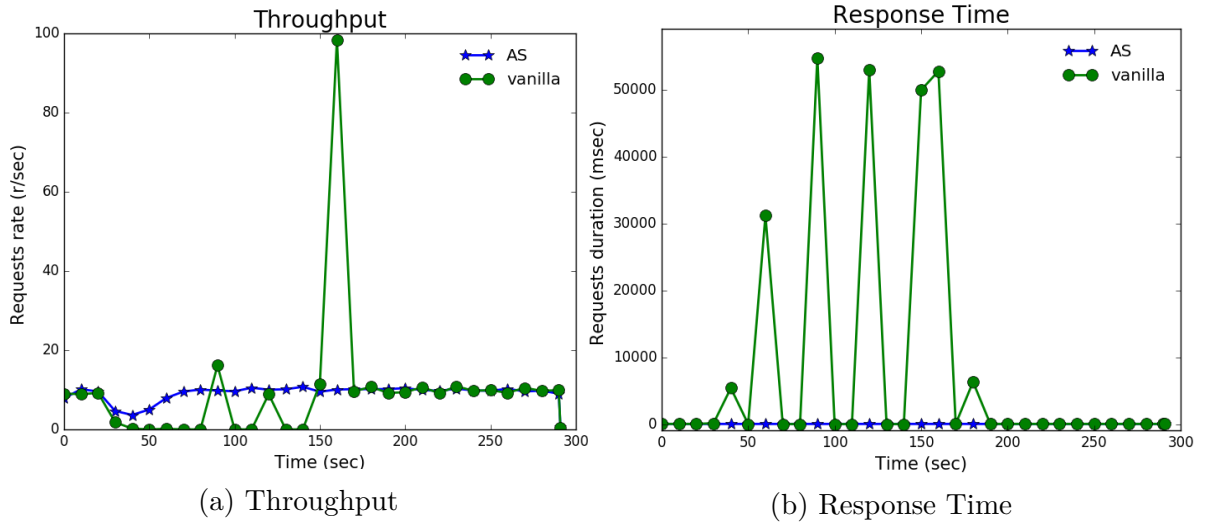 Throughput
100
80
60
40
20
0
Requests rate (r/sec)
AS
vanilla
0 50 100 150 200 250 300
Time (sec)
(a) Throughput
Response Time
50000
40000
30000
20000
10000
0
Requests duration (msec)
AS
vanilla
0 50 100 150 200 250 300
Time (sec)
(b) Response Time